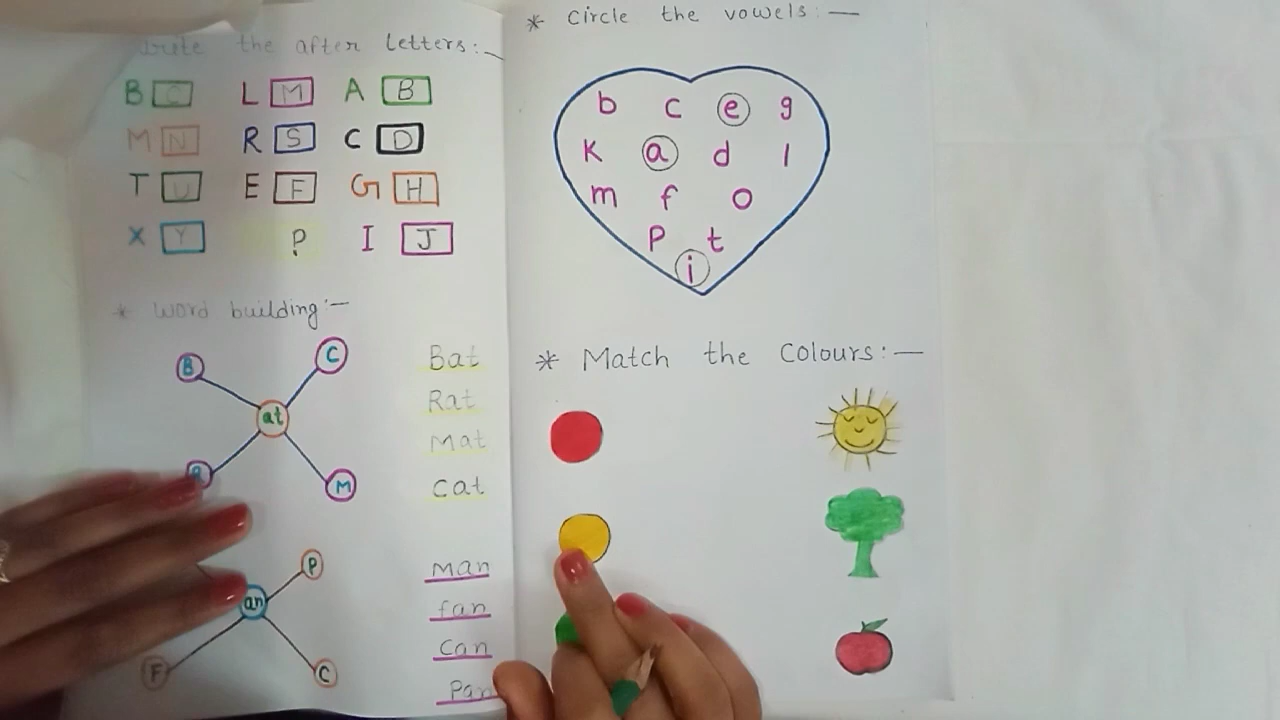 Write the after letters:-
B C L M A B
M N R S C D
T U E F G H
X Y ? I J
* Word building:-
B C
at
R M
Bat
Rat
Mat
Cat
P
an
F C
Man
fan
Can
Pan
* Circle the vowels:-
b c e g
k a d l
m f o
p t
i
* Match the Colours:-